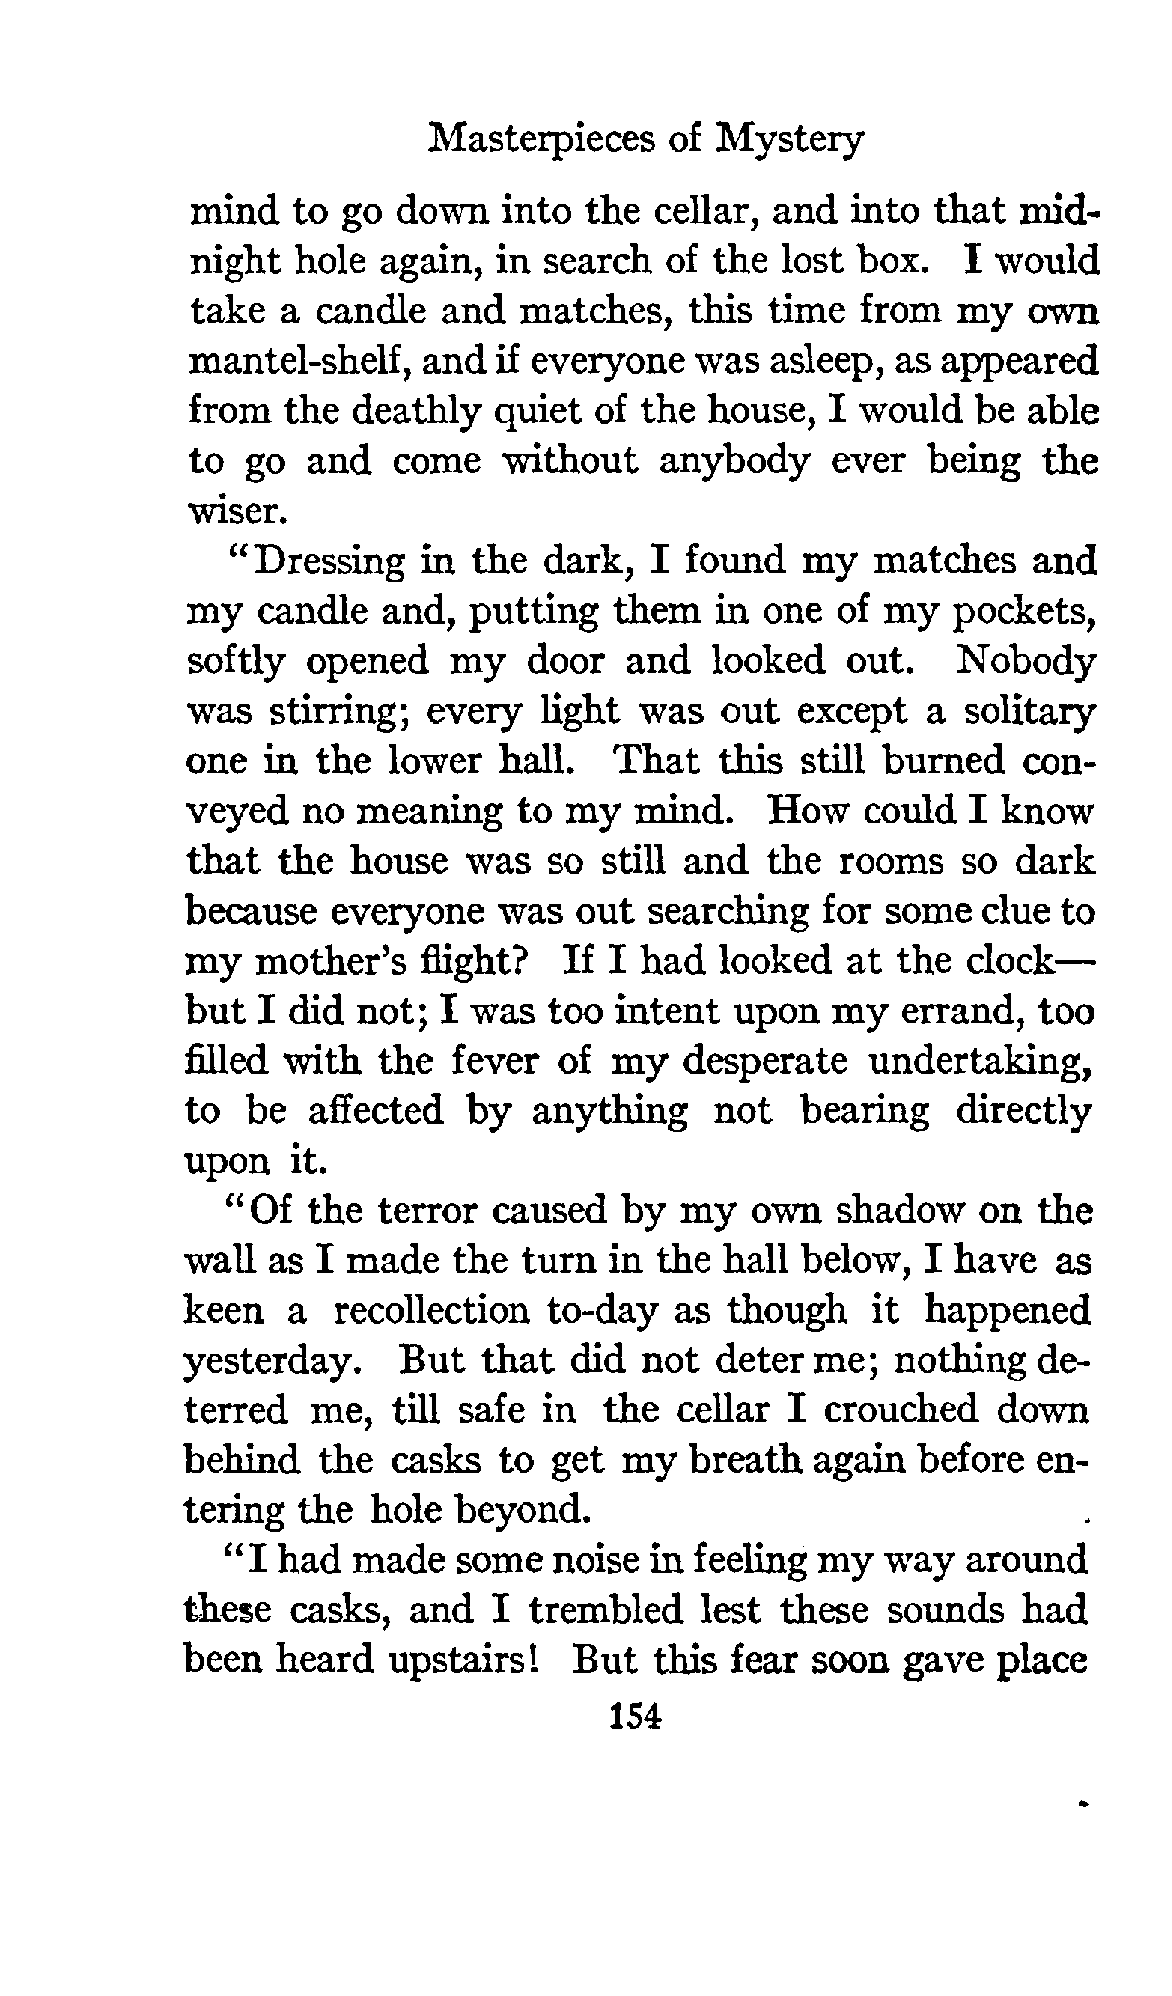 Masterpieces of Mystery
mind to go down into the cellar, and into that mid-
night hole again, in search of the lost box. I would
take a candle and matches, this time from my own
mantel-shelf, and if everyone was asleep, as appeared
from the deathly quiet of the house, I would be able
to go and come without anybody ever being the
wiser.
"Dressing in the dark, I found my matches and
my candle and, putting them in one of my pockets,
softly opened my door and looked out. Nobody
was stirring; every light was out except a solitary
one in the lower hall. That this still burned con-
veyed no meaning to my mind. How could I know
that the house was so still and the rooms so dark
because everyone was out searching for some clue to
my mother's flight? If I had looked at the clock—
but I did not; I was too intent upon my errand, too
filled with the fever of my desperate undertaking,
to be affected by anything not bearing directly
upon it.
"Of the terror caused by my own shadow on the
wall as I made the turn in the hall below, I have as
keen a recollection to-day as though it happened
yesterday. But that did not deter me; nothing de-
terred me, till safe in the cellar I crouched down
behind the casks to get my breath again before en-
tering the hole beyond.
"I had made some noise in feeling my way around
these casks, and I trembled lest these sounds had
been heard upstairs! But this fear soon gave place
154